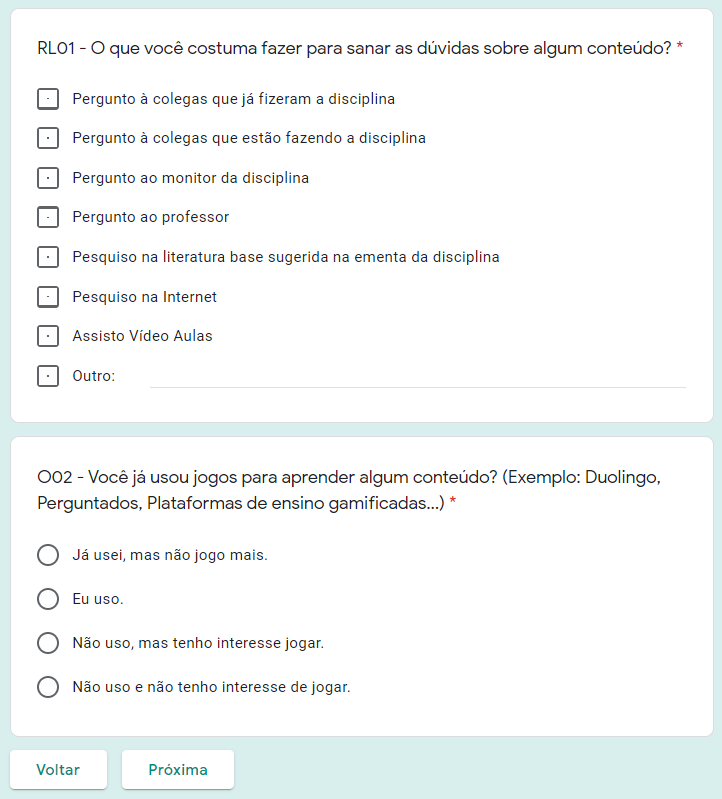 RL01 - O que você costuma fazer para sanar as dúvidas sobre algum conteúdo? *
Pergunto à colegas que já fizeram a disciplina
Pergunto à colegas que estão fazendo a disciplina
Pergunto ao monitor da disciplina
Pergunto ao professor
Pesquiso na literatura base sugerida na ementa da disciplina
Pesquiso na Internet
Assisto Vídeo Aulas
Outro:
O02 - Você já usou jogos para aprender algum conteúdo? (Exemplo: Duolingo,
Perguntados, Plataformas de ensino gamificadas...) *
Já usei, mas não jogo mais.
Eu uso.
Não uso, mas tenho interesse jogar.
Não uso e não tenho interesse de jogar.
Voltar
Próxima